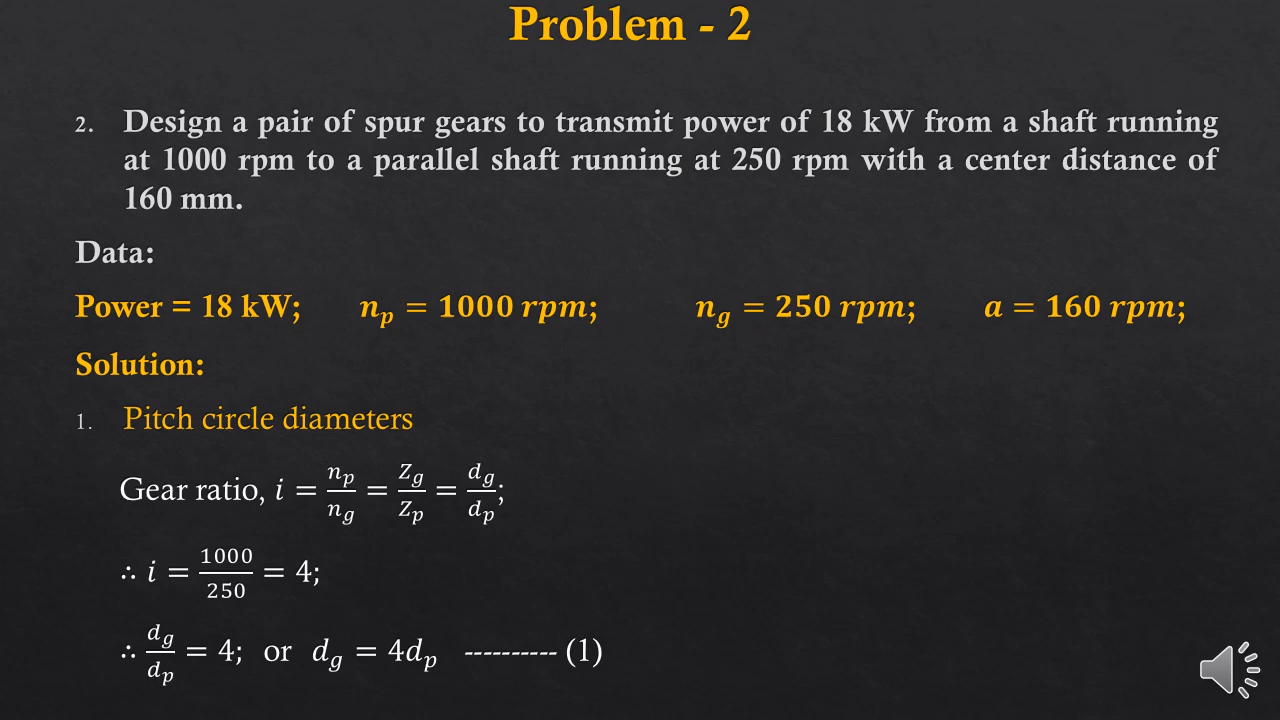 Problem - 2
2. Design a pair of spur gears to transmit power of 18 kW from a shaft running
at 1000 rpm to a parallel shaft running at 250 rpm with a center distance of
160 mm.
Data:
Power = 18 kW; n_p = 1000 rpm; n_g = 250 rpm; a = 160 rpm;
Solution:
1. Pitch circle diameters
Gear ratio, i = n_p/n_g = Z_g/Z_p = d_g/d_p;
∴ i = 1000/250 = 4;
∴ d_g/d_p = 4; or d_g = 4d_p ---------- (1)